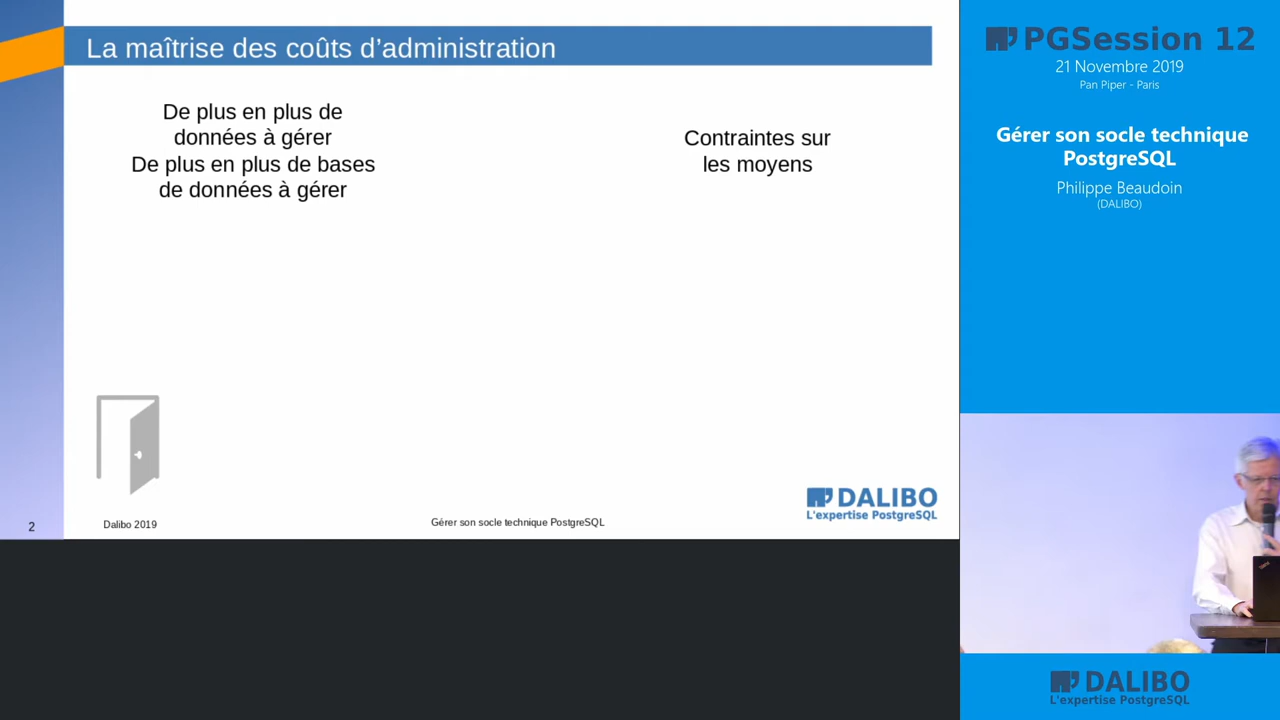 La maîtrise des coûts d'administration
De plus en plus de
données à gérer
De plus en plus de bases
de données à gérer
Contraintes sur
les moyens
DALIBO
L'expertise PostgreSQL
2
Dalibo 2019
Gérer son socle technique PostgreSQL
PGSession 12
21 Novembre 2019
Pan Piper - Paris
Gérer son socle technique
PostgreSQL
Philippe Beaudoin
(DALIBO)
DALIBO
L'expertise PostgreSQL